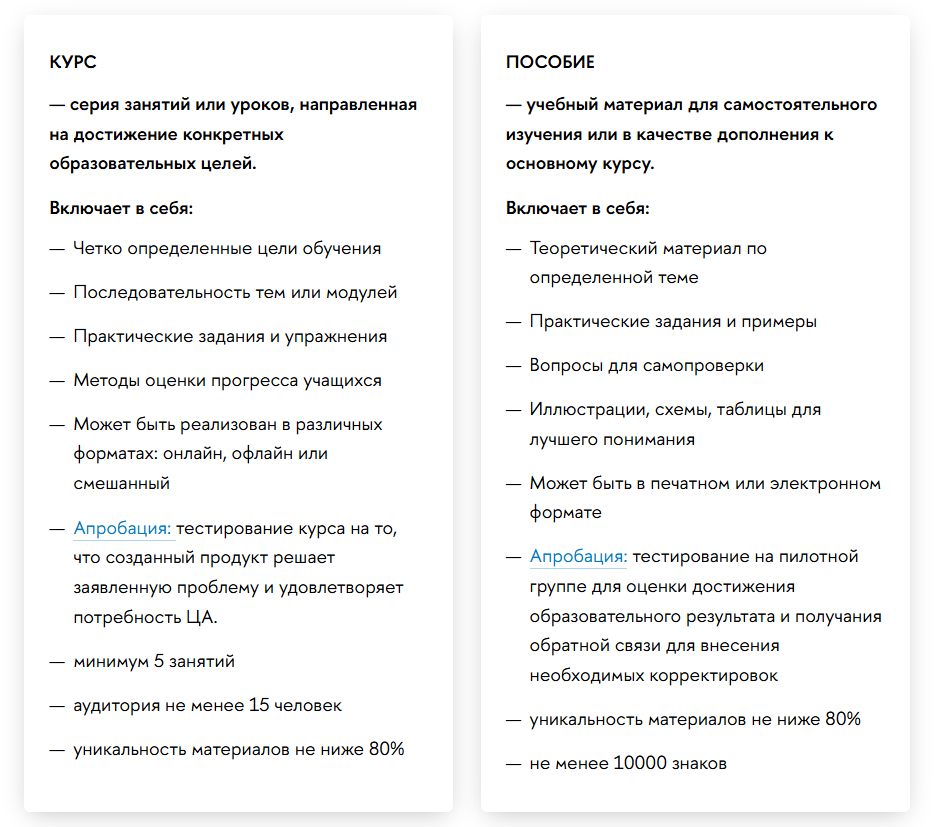 КУРС
— серия занятий или уроков, направленная
на достижение конкретных
образовательных целей.
Включает в себя:
— Четко определенные цели обучения
— Последовательность тем или модулей
— Практические задания и упражнения
— Методы оценки прогресса учащихся
— Может быть реализован в различных
форматах: онлайн, офлайн или
смешанный
— Апробация: тестирование курса на то,
что созданный продукт решает
заявленную проблему и удовлетворяет
потребность ЦА.
— минимум 5 занятий
— аудитория не менее 15 человек
— уникальность материалов не ниже 80%
ПОСОБИЕ
— учебный материал для самостоятельного
изучения или в качестве дополнения к
основному курсу.
Включает в себя:
— Теоретический материал по
определенной теме
— Практические задания и примеры
— Вопросы для самопроверки
— Иллюстрации, схемы, таблицы для
лучшего понимания
— Может быть в печатном или электронном
формате
— Апробация: тестирование на пилотной
группе для оценки достижения
образовательного результата и получания
обратной связи для внесения
необходимых корректировок
— уникальность материалов не ниже 80%
— не менее 10000 знаков